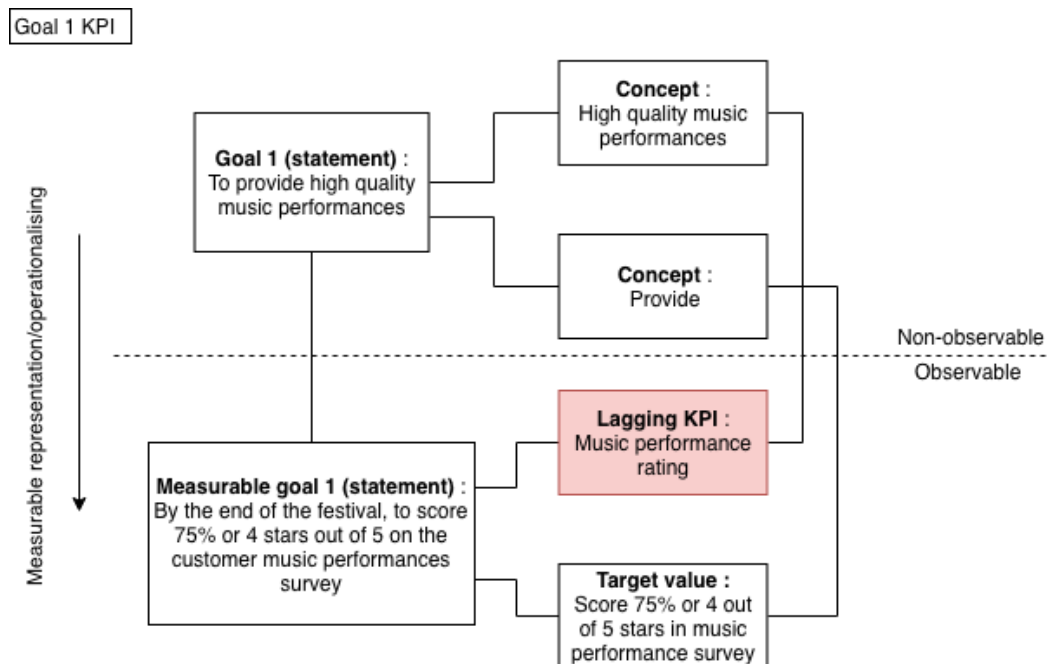 Goal 1 KPI
Concept :
High quality music
performances
Goal 1 (statement) :
To provide high quality
music performances
Concept :
Provide
Measurable representation/operationalising
Non-observable
Observable
Lagging KPI :
Music performance
rating
Measurable goal 1 (statement) :
By the end of the festival, to score
75% or 4 stars out of 5 on the
customer music performances
survey
Target value :
Score 75% or 4 out
of 5 stars in music
performance survey